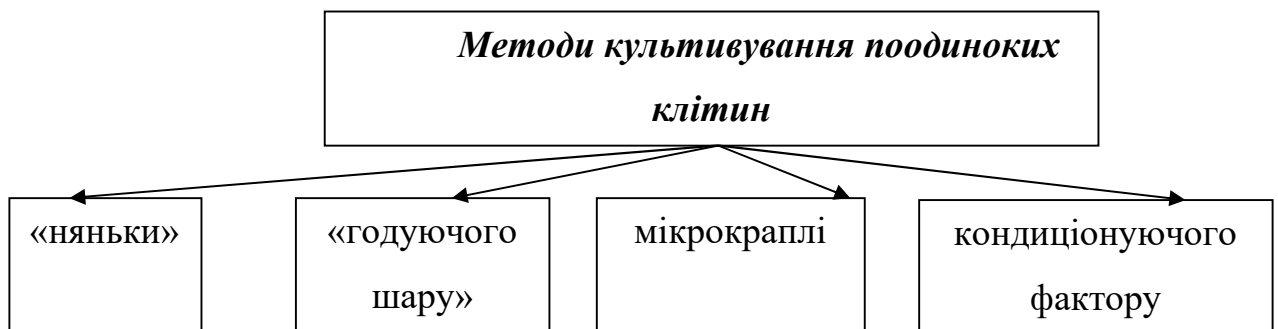 Методи культивування поодиноких
клітин
«няньки»
«годуючого
шару»
мікрокраплі
кондиціонуючого
фактору